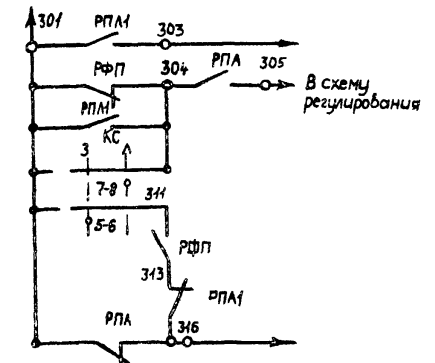 301
РПА1
303
РФП
304
РПА
305
В схему
регулирования
РПА1
КС
3
А
7-8
311
5-6
РФП
313
РПА1
РПА
316